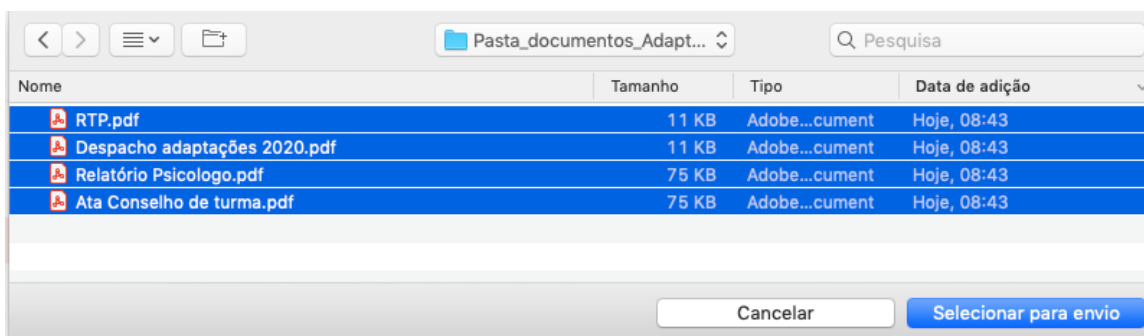 Pasta_documentos_Adapt... Pesquisa
Nome Tamanho Tipo Data de adição
RTP.pdf 11 KB Adobe...cument Hoje, 08:43
Despacho adaptações 2020.pdf 11 KB Adobe...cument Hoje, 08:43
Relatório Psicologo.pdf 75 KB Adobe...cument Hoje, 08:43
Ata Conselho de turma.pdf 75 KB Adobe...cument Hoje, 08:43
Cancelar Selecionar para envio